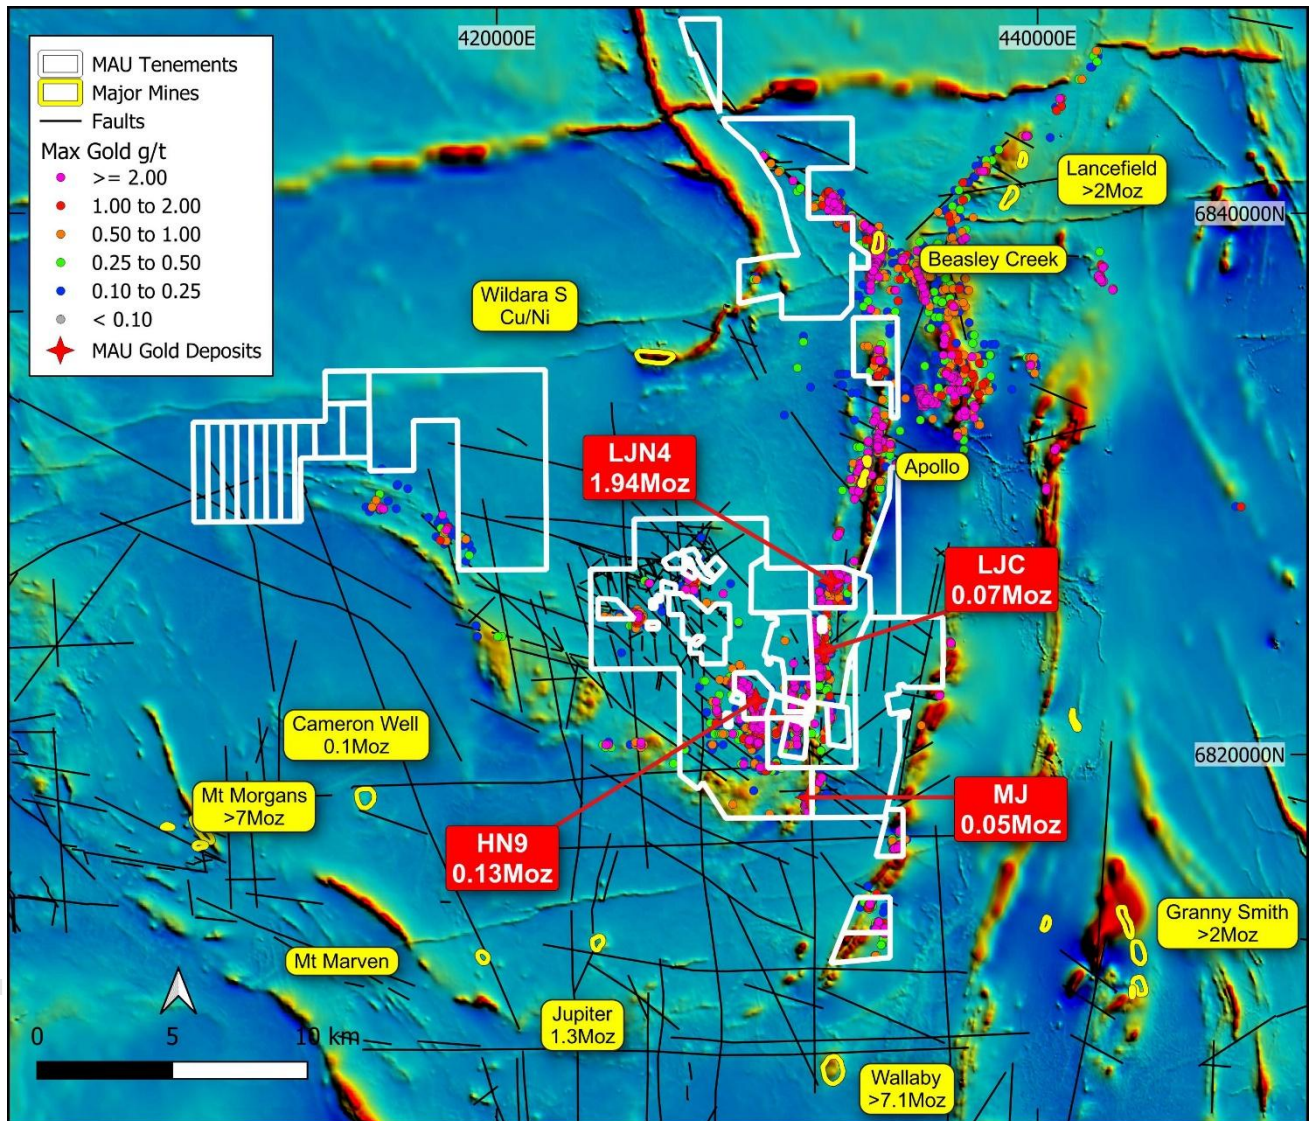 420000E
440000E
MAU Tenements
Major Mines
Faults
Max Gold g/t
>= 2.00
1.00 to 2.00
0.50 to 1.00
0.25 to 0.50
0.10 to 0.25
< 0.10
MAU Gold Deposits
Lancefield
>2Moz
6840000N
Beasley Creek
Wildara S
Cu/Ni
LJN4
1.94Moz
Apollo
LJC
0.07Moz
Cameron Well
0.1Moz
6820000N
Mt Morgans
>7Moz
MJ
0.05Moz
HN9
0.13Moz
Granny Smith
>2Moz
Mt Marven
Jupiter
1.3Moz
0 5 10 km
Wallaby
>7.1Moz